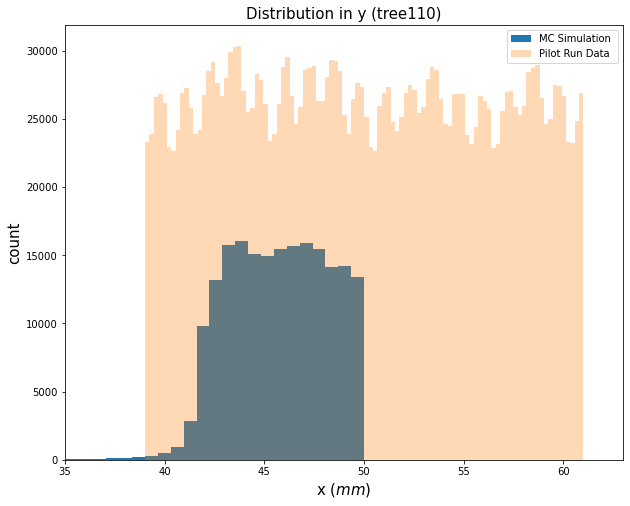 Distribution in y (tree110)
MC Simulation
Pilot Run Data
30000
25000
20000
15000
10000
5000
0
count
35 40 45 50 55 60
x (mm)